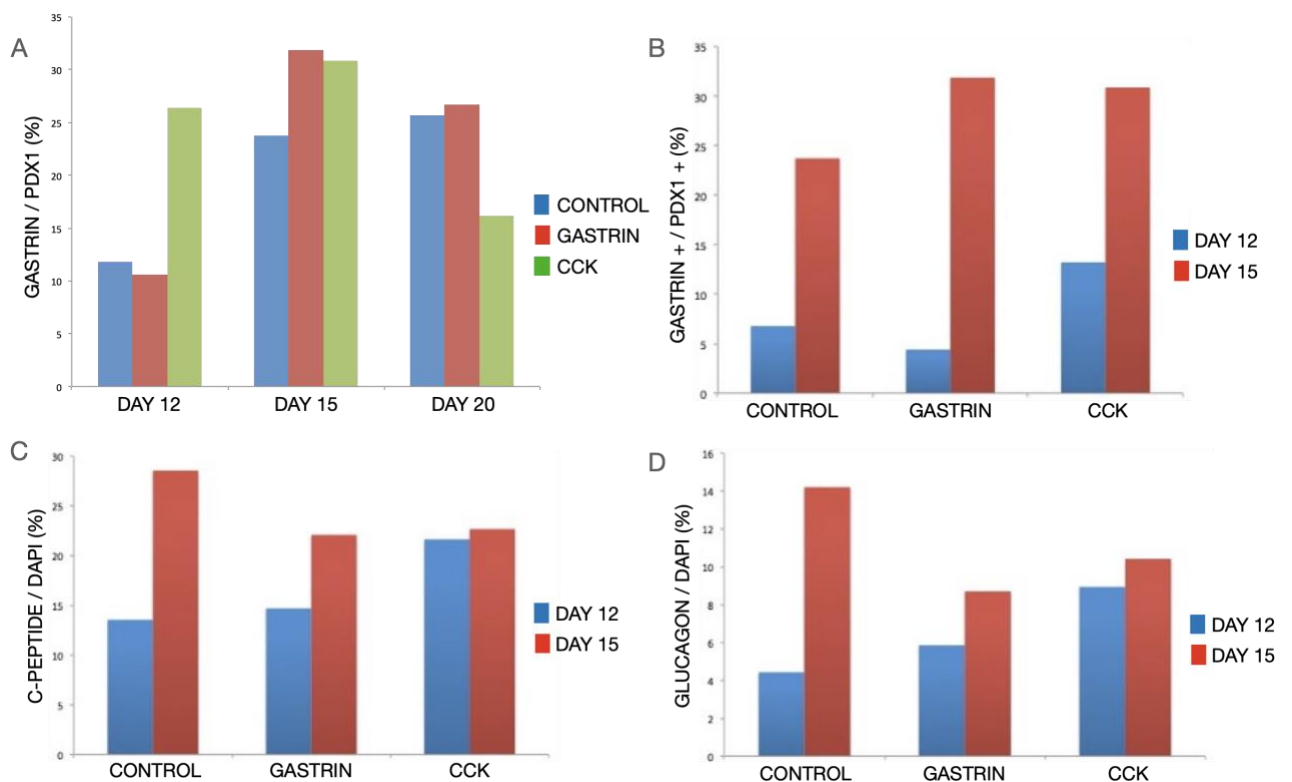 A
GASTRIN / PDX1 (%)
35
30
25
20
15
10
5
0
DAY 12 DAY 15 DAY 20
CONTROL
GASTRIN
CCK
B
GASTRIN + / PDX1 + (%)
35
30
25
20
15
10
5
0
CONTROL GASTRIN CCK
DAY 12
DAY 15
C
C-PEPTIDE / DAPI (%)
30
25
20
15
10
5
0
CONTROL GASTRIN CCK
DAY 12
DAY 15
D
GLUCAGON / DAPI (%)
16
14
12
10
8
6
4
2
0
CONTROL GASTRIN CCK
DAY 12
DAY 15